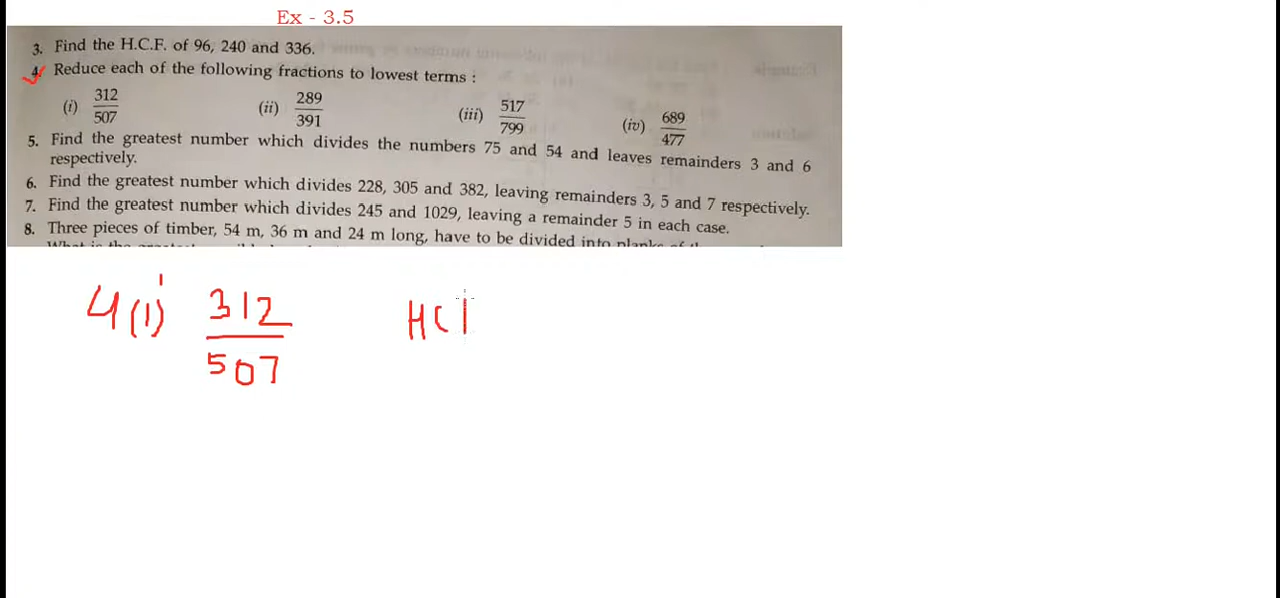 Ex - 3.5
3. Find the H.C.F. of 96, 240 and 336.
4. Reduce each of the following fractions to lowest terms :
(i) 312/507 (ii) 289/391 (iii) 517/799 (iv) 689/477
5. Find the greatest number which divides the numbers 75 and 54 and leaves remainders 3 and 6
respectively.
6. Find the greatest number which divides 228, 305 and 382, leaving remainders 3, 5 and 7 respectively.
7. Find the greatest number which divides 245 and 1029, leaving a remainder 5 in each case.
8. Three pieces of timber, 54 m, 36 m and 24 m long, have to be divided into planks of
What is the
4(i) 312/507 HC